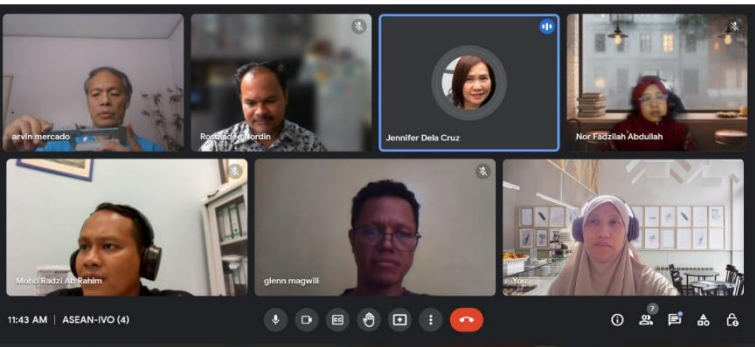 arvin mercado
Nordin
Jennifer Dela Cruz
Nor Fadzilah Abdullah
Mohd Radzi Ab Rahim
glenn magwili
You
11:43 AM | ASEAN-IVO (4)
7